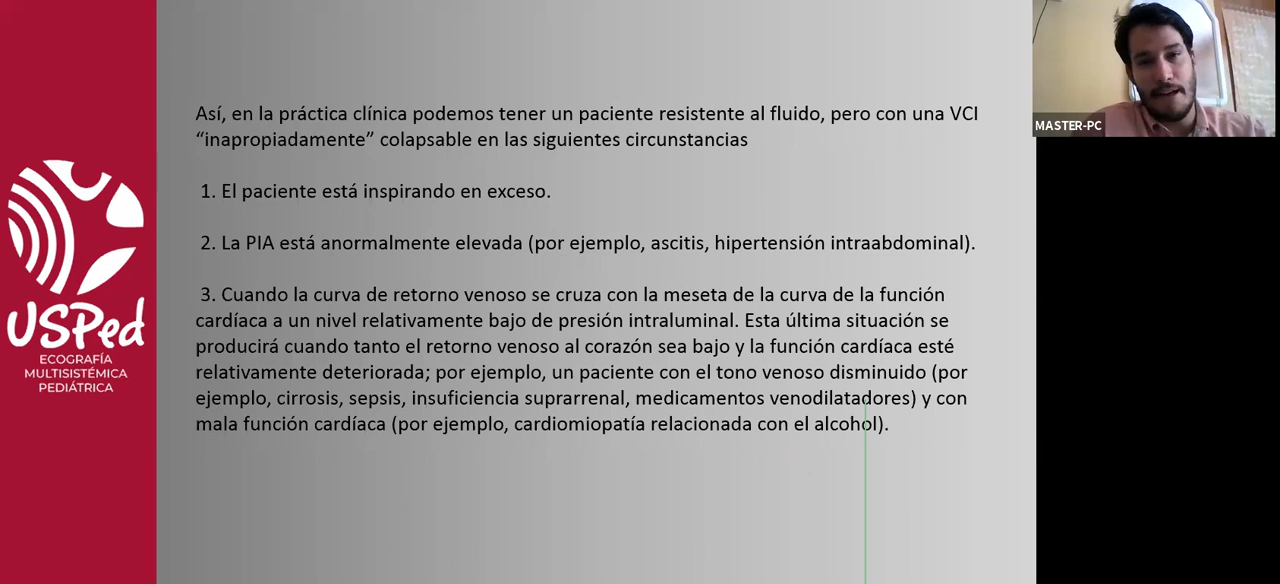 Así, en la práctica clínica podemos tener un paciente resistente al fluido, pero con una VCI
“inapropiadamente” colapsable en las siguientes circunstancias
1. El paciente está inspirando en exceso.
2. La PIA está anormalmente elevada (por ejemplo, ascitis, hipertensión intraabdominal).
3. Cuando la curva de retorno venoso se cruza con la meseta de la curva de la función
cardíaca a un nivel relativamente bajo de presión intraluminal. Esta última situación se
producirá cuando tanto el retorno venoso al corazón sea bajo y la función cardíaca esté
relativamente deteriorada; por ejemplo, un paciente con el tono venoso disminuido (por
ejemplo, cirrosis, sepsis, insuficiencia suprarrenal, medicamentos venodilatadores) y con
mala función cardíaca (por ejemplo, cardiomiopatía relacionada con el alcohol).
USPed
ECOGRAFÍA
MULTISISTÉMICA
PEDIÁTRICA
MASTER-PC